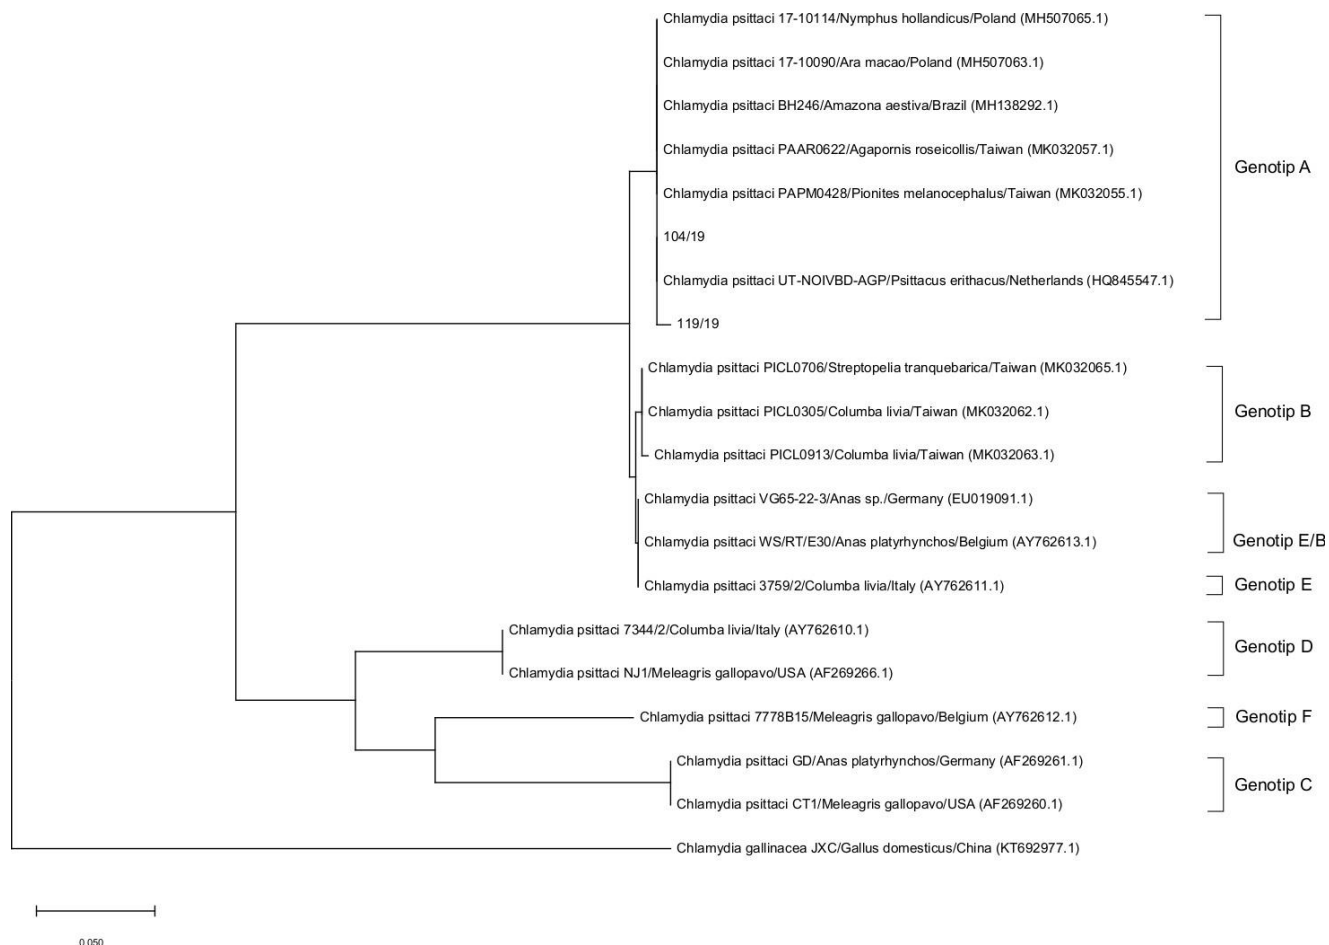 Chlamydia psittaci 17-10114/Nymphus hollandicus/Poland (MH507065.1)
Chlamydia psittaci 17-10090/Ara macao/Poland (MH507063.1)
Chlamydia psittaci BH246/Amazona aestiva/Brazil (MH138292.1)
Chlamydia psittaci PAAR0622/Agapornis roseicollis/Taiwan (MK032057.1)
Genotip A
Chlamydia psittaci PAPM0428/Pionites melanocephalus/Taiwan (MK032055.1)
104/19
Chlamydia psittaci UT-NOIVBD-AGP/Psittacus erithacus/Netherlands (HQ845547.1)
119/19
Chlamydia psittaci PICL0706/Streptopelia tranquebarica/Taiwan (MK032065.1)
Chlamydia psittaci PICL0305/Columba livia/Taiwan (MK032062.1)
Genotip B
Chlamydia psittaci PICL0913/Columba livia/Taiwan (MK032063.1)
Chlamydia psittaci VG65-22-3/Anas sp./Germany (EU019091.1)
Chlamydia psittaci WS/RT/E30/Anas platyrhynchos/Belgium (AY762613.1)
Genotip E/B
Chlamydia psittaci 3759/2/Columba livia/Italy (AY762611.1)
Genotip E
Chlamydia psittaci 7344/2/Columba livia/Italy (AY762610.1)
Genotip D
Chlamydia psittaci NJ1/Meleagris gallopavo/USA (AF269266.1)
Chlamydia psittaci 7778B15/Meleagris gallopavo/Belgium (AY762612.1)
Genotip F
Chlamydia psittaci GD/Anas platyrhynchos/Germany (AF269261.1)
Genotip C
Chlamydia psittaci CT1/Meleagris gallopavo/USA (AF269260.1)
Chlamydia gallinacea JXC/Gallus domesticus/China (KT692977.1)
0.050